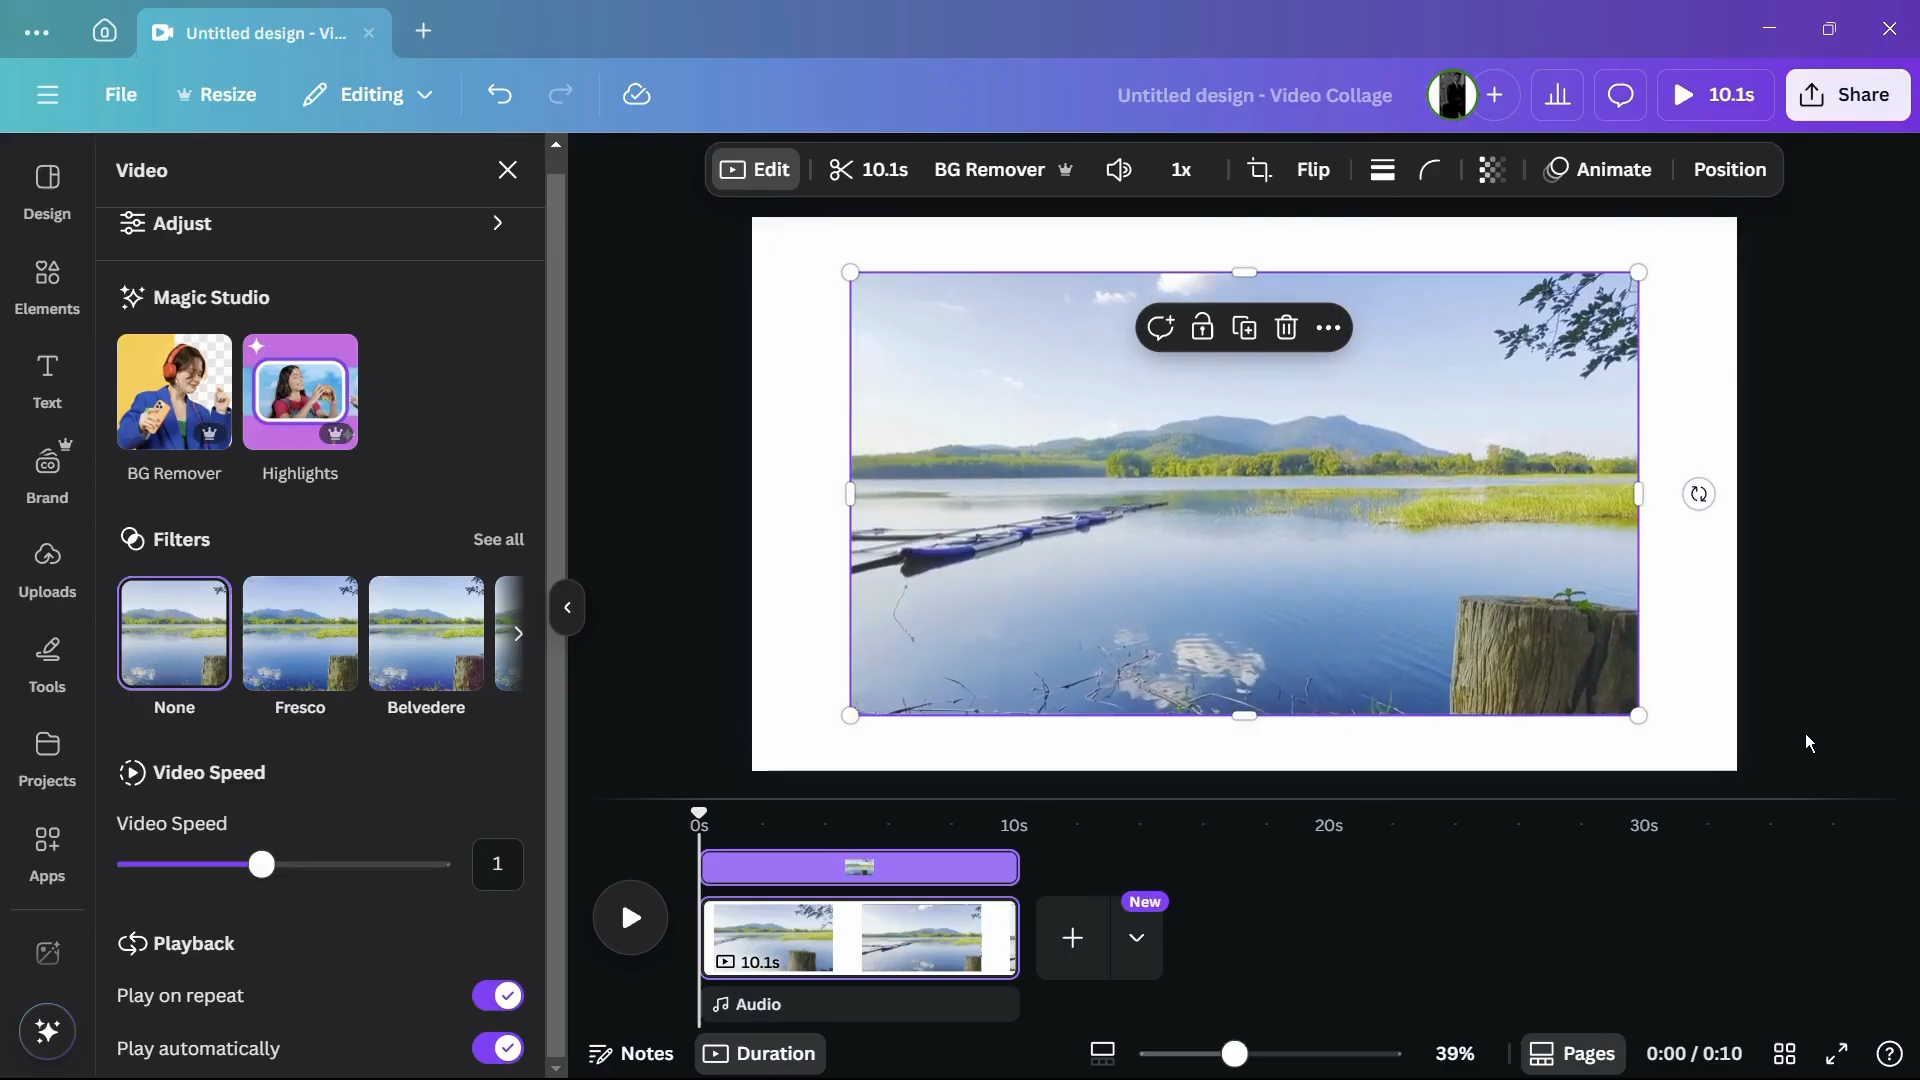 Untitled design - Vi...
File
Resize
Editing
Untitled design - Video Collage
10.1s
Share
Design
Elements
Text
Brand
Uploads
Tools
Projects
Apps
Video
Adjust
Magic Studio
BG Remover
Highlights
Filters
See all
None
Fresco
Belvedere
Video Speed
Video Speed
1
Playback
Play on repeat
Play automatically
Edit
10.1s
BG Remover
1x
Flip
Animate
Position
0s
10s
20s
30s
10.1s
New
Audio
Notes
Duration
39%
Pages
0:00 / 0:10